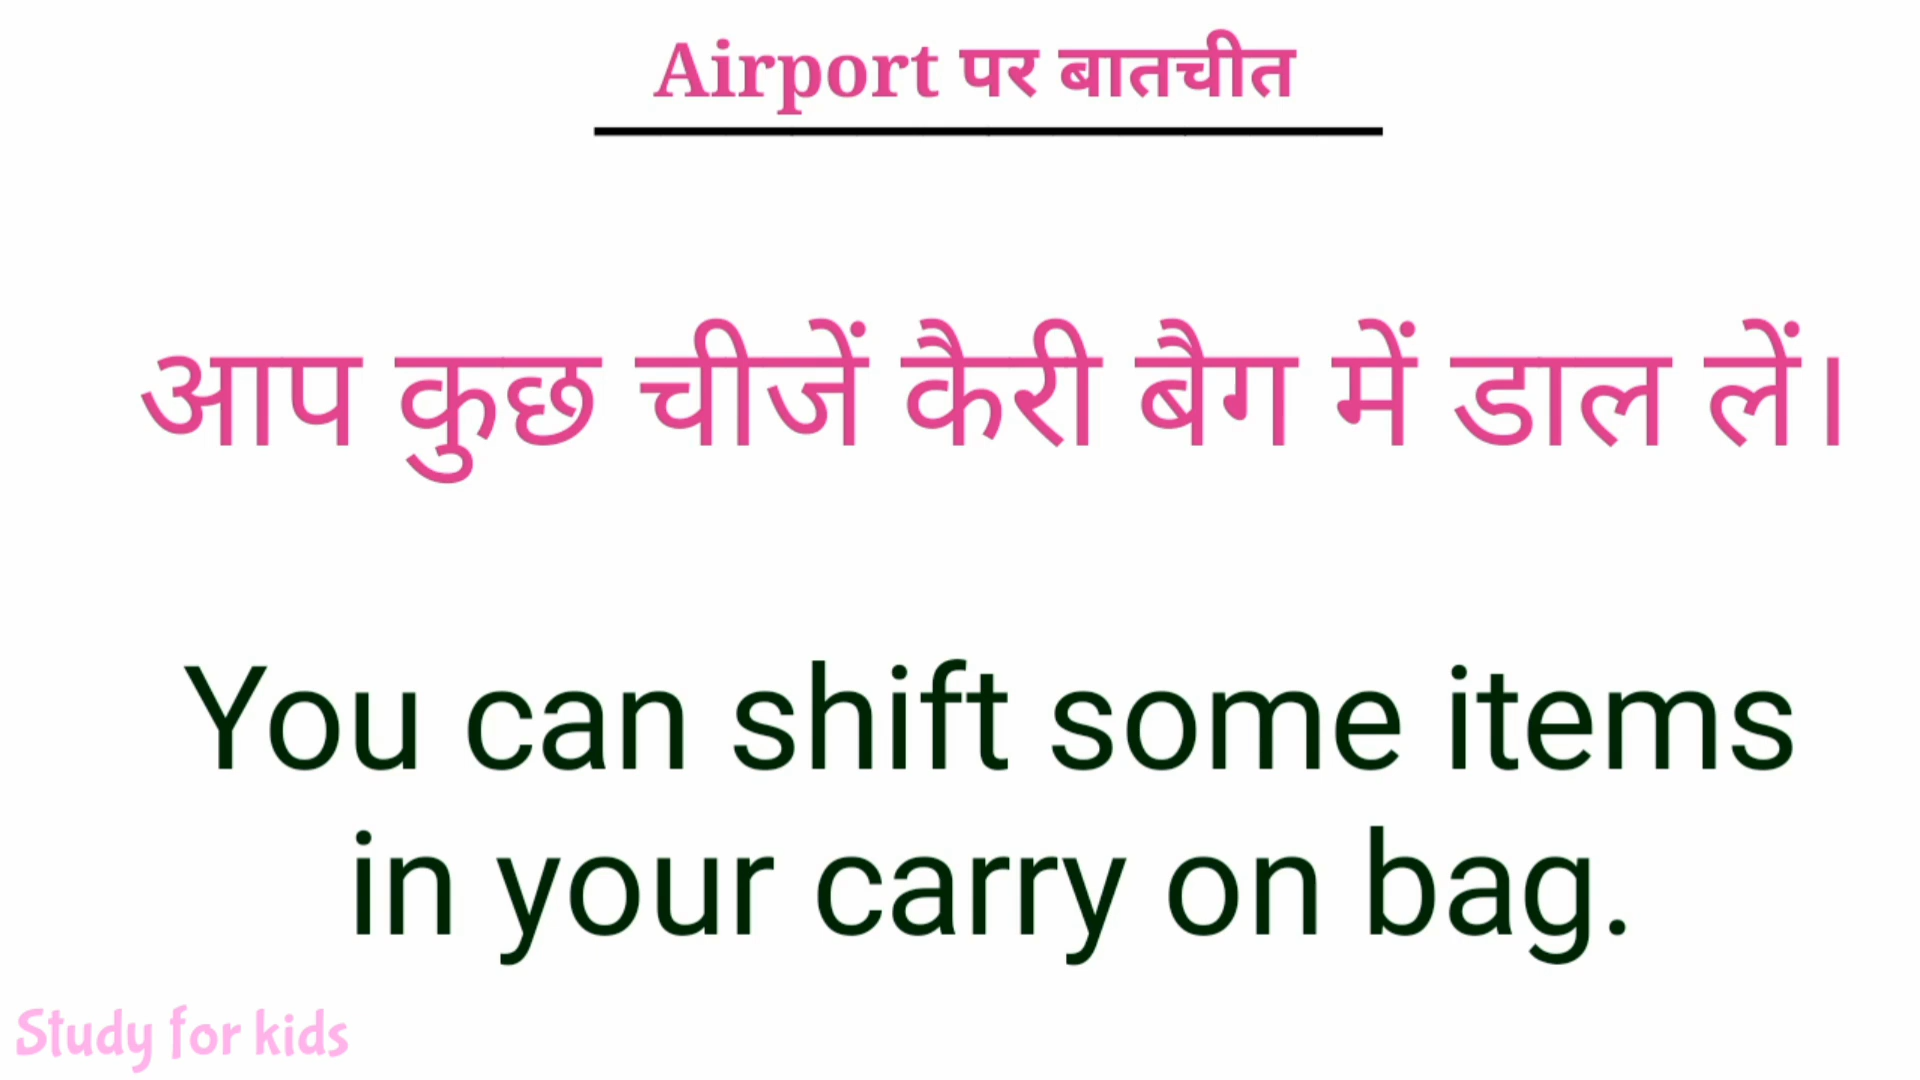 Airport पर बातचीत
आप कुछ चीजें कैरी बैग में डाल लें।
You can shift some items
in your carry on bag.
Study for kids